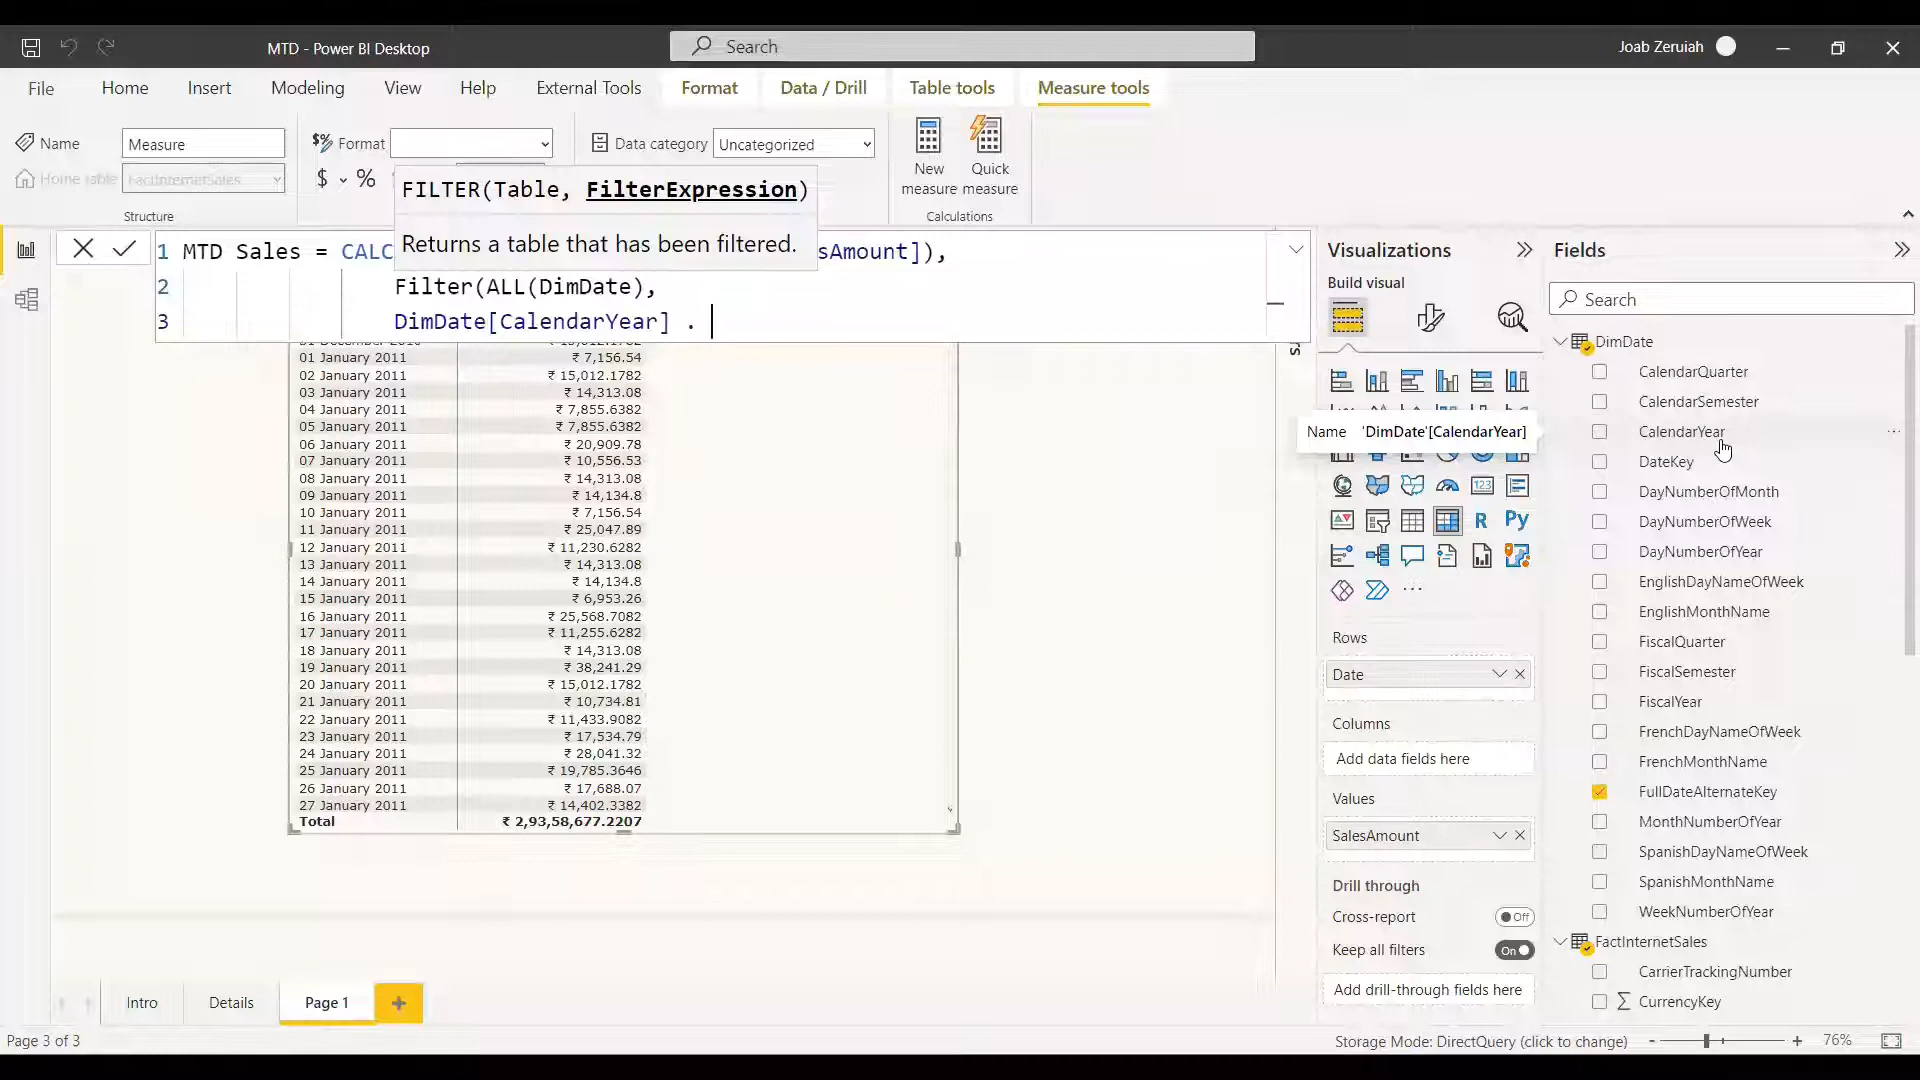 MTD - Power BI Desktop
Search
Joab Zeruiah
File
Home
Insert
Modeling
View
Help
External Tools
Format
Data / Drill
Table tools
Measure tools
Name
Measure
Home table
FactInternetSales
Structure
$% Format
$ %
Data category
Uncategorized
New measure
Quick measure
Calculations
FILTER(Table, FilterExpression)
Returns a table that has been filtered.
1 MTD Sales = CALC sAmount]),
2 Filter(ALL(DimDate),
3 DimDate[CalendarYear] .
01 January 2011 ₹ 7,156.54
02 January 2011 ₹ 15,012.1782
03 January 2011 ₹ 14,313.08
04 January 2011 ₹ 7,855.6382
05 January 2011 ₹ 7,855.6382
06 January 2011 ₹ 20,909.78
07 January 2011 ₹ 10,556.53
08 January 2011 ₹ 14,313.08
09 January 2011 ₹ 14,134.8
10 January 2011 ₹ 7,156.54
11 January 2011 ₹ 25,047.89
12 January 2011 ₹ 11,230.6282
13 January 2011 ₹ 14,313.08
14 January 2011 ₹ 14,134.8
15 January 2011 ₹ 6,953.26
16 January 2011 ₹ 25,568.7082
17 January 2011 ₹ 11,255.6282
18 January 2011 ₹ 14,313.08
19 January 2011 ₹ 38,241.29
20 January 2011 ₹ 15,012.1782
21 January 2011 ₹ 10,734.81
22 January 2011 ₹ 11,433.9082
23 January 2011 ₹ 17,534.79
24 January 2011 ₹ 28,041.32
25 January 2011 ₹ 19,785.3646
26 January 2011 ₹ 17,688.07
27 January 2011 ₹ 14,402.3382
Total ₹ 2,93,58,677.2207
Visualizations
Build visual
Name 'DimDate'[CalendarYear]
123
R
Py
Rows
Date
Columns
Add data fields here
Values
SalesAmount
Drill through
Cross-report
Off
Keep all filters
On
Add drill-through fields here
Fields
Search
DimDate
CalendarQuarter
CalendarSemester
CalendarYear
DateKey
DayNumberOfMonth
DayNumberOfWeek
DayNumberOfYear
EnglishDayNameOfWeek
EnglishMonthName
FiscalQuarter
FiscalSemester
FiscalYear
FrenchDayNameOfWeek
FrenchMonthName
FullDateAlternateKey
MonthNumberOfYear
SpanishDayNameOfWeek
SpanishMonthName
WeekNumberOfYear
FactInternetSales
CarrierTrackingNumber
CurrencyKey
Intro
Details
Page 1
Page 3 of 3
Storage Mode: DirectQuery (click to change)
76%